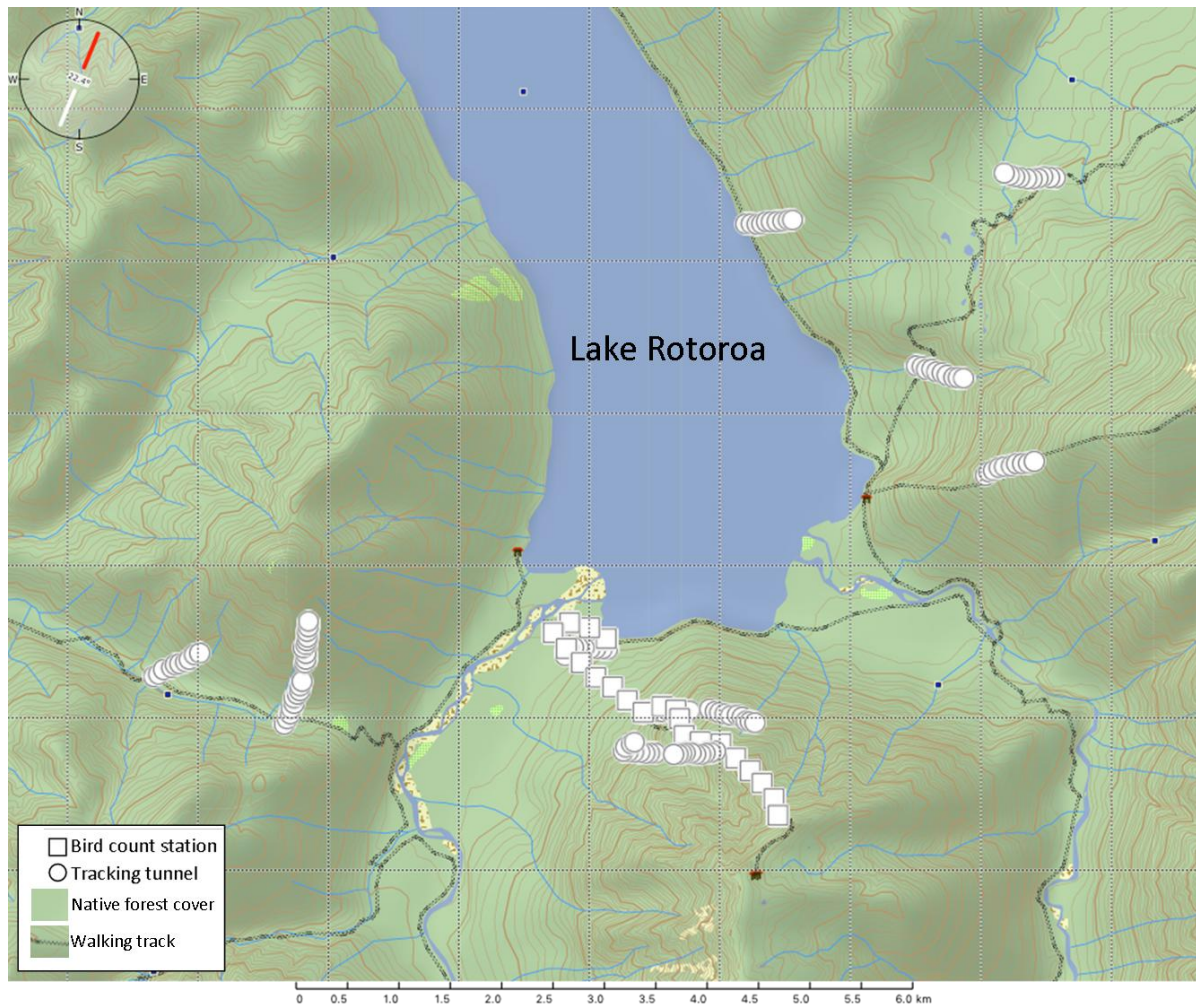 N
W
22.4°
E
S
Lake Rotoroa
Bird count station
Tracking tunnel
Native forest cover
Walking track
0 0.5 1.0 1.5 2.0 2.5 3.0 3.5 4.0 4.5 5.0 5.5 6.0 km